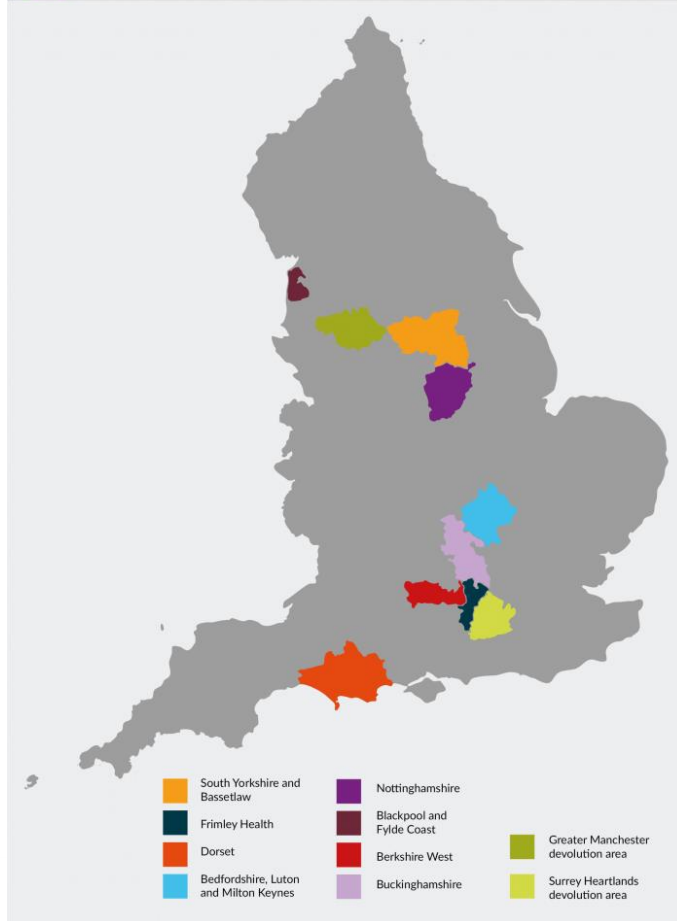 South Yorkshire and
Bassetlaw
Frimley Health
Dorset
Bedfordshire, Luton
and Milton Keynes
Nottinghamshire
Blackpool and
Fylde Coast
Berkshire West
Buckinghamshire
Greater Manchester
devolution area
Surrey Heartlands
devolution area